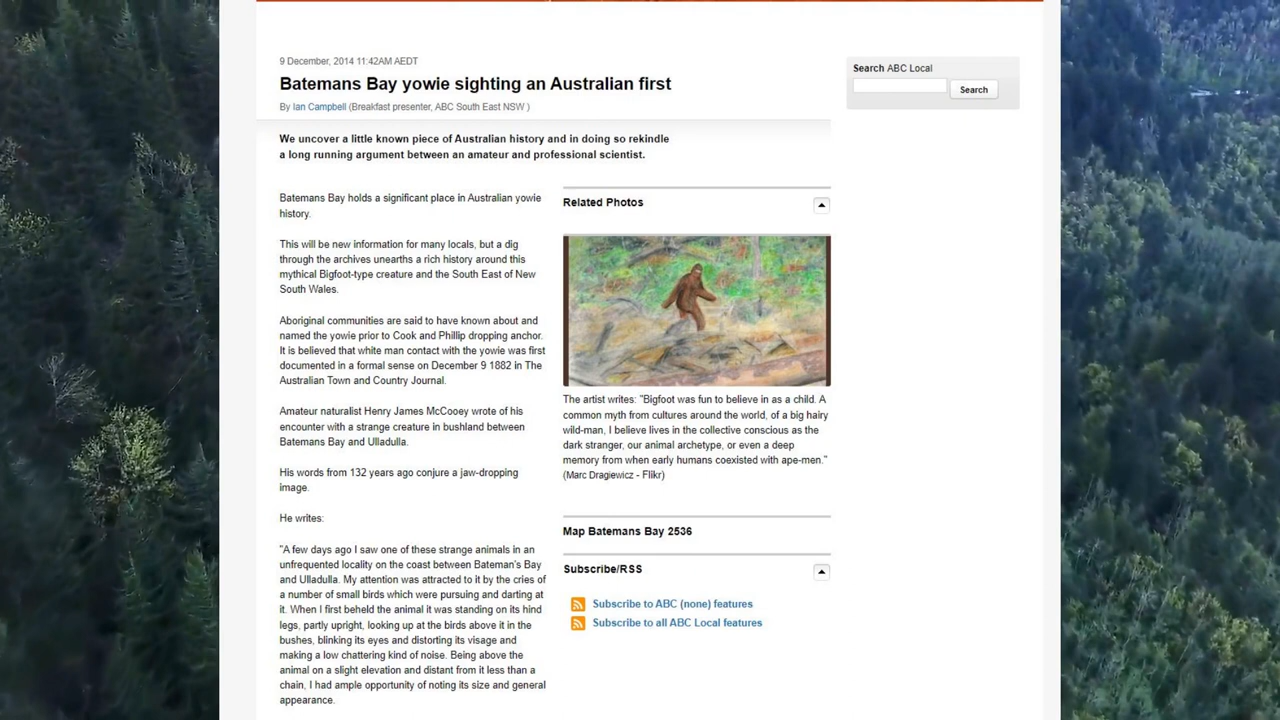 9 December, 2014 11:42AM AEDT
Batemans Bay yowie sighting an Australian first
By Ian Campbell (Breakfast presenter, ABC South East NSW )
We uncover a little known piece of Australian history and in doing so rekindle
a long running argument between an amateur and professional scientist.
Batemans Bay holds a significant place in Australian yowie
history.
This will be new information for many locals, but a dig
through the archives unearths a rich history around this
mythical Bigfoot-type creature and the South East of New
South Wales.
Aboriginal communities are said to have known about and
named the yowie prior to Cook and Phillip dropping anchor.
It is believed that white man contact with the yowie was first
documented in a formal sense on December 9 1882 in The
Australian Town and Country Journal.
Amateur naturalist Henry James McCooey wrote of his
encounter with a strange creature in bushland between
Batemans Bay and Ulladulla.
His words from 132 years ago conjure a jaw-dropping
image.
He writes:
"A few days ago I saw one of these strange animals in an
unfrequented locality on the coast between Bateman's Bay
and Ulladulla. My attention was attracted to it by the cries of
a number of small birds which were pursuing and darting at
it. When I first beheld the animal it was standing on its hind
legs, partly upright, looking up at the birds above it in the
bushes, blinking its eyes and distorting its visage and
making a low chattering kind of noise. Being above the
animal on a slight elevation and distant from it less than a
chain, I had ample opportunity of noting its size and general
appearance.
Related Photos
The artist writes: "Bigfoot was fun to believe in as a child. A
common myth from cultures around the world, of a big hairy
wild-man, I believe lives in the collective conscious as the
dark stranger, our animal archetype, or even a deep
memory from when early humans coexisted with ape-men."
(Marc Dragiewicz - Flikr)
Map Batemans Bay 2536
Subscribe/RSS
Subscribe to ABC (none) features
Subscribe to all ABC Local features
Search ABC Local
Search